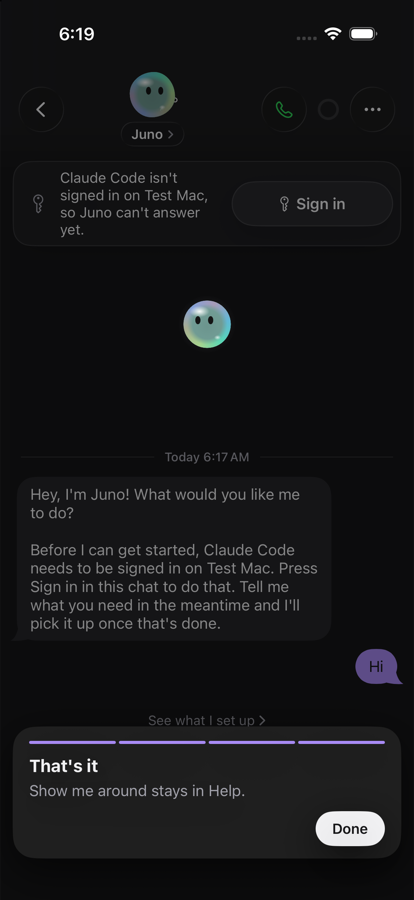 6:19
Juno >
Claude Code isn't
signed in on Test Mac,
so Juno can't answer
yet.
Sign in
Today 6:17 AM
Hey, I'm Juno! What would you like me
to do?
Before I can get started, Claude Code
needs to be signed in on Test Mac. Press
Sign in in this chat to do that. Tell me
what you need in the meantime and I'll
pick it up once that's done.
Hi
See what I set up >
That's it
Show me around stays in Help.
Done